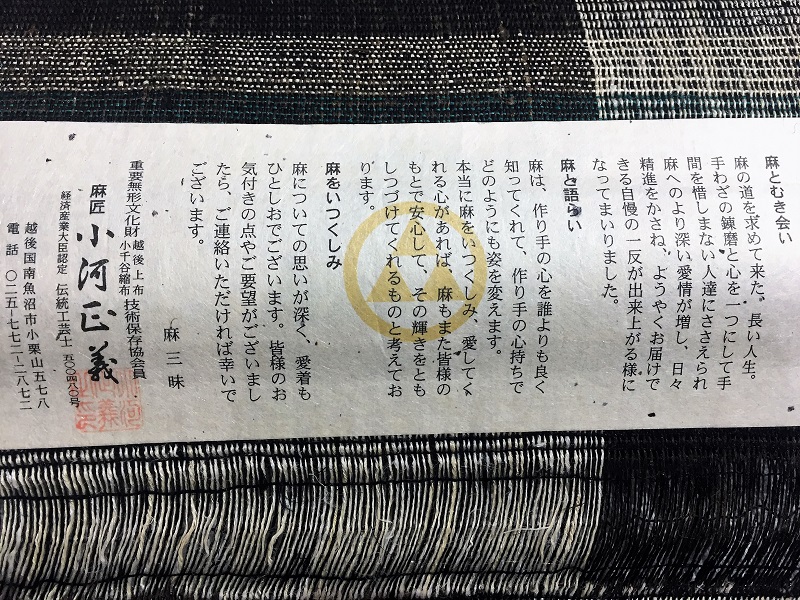 麻とむき会い
麻の道を求めて来た。長い人生。
手わざの錬磨と心を一つにして手
間を惜しまない人達にささえられ
麻へのより深い愛情が増し、日々
精進をかさね、ようやくお届けで
きる自慢の一反が出来上がる様に
なってまいりました。
麻と語らい
麻は、作り手の心を誰よりも良く
知ってくれて、作り手の心持ちで
どのようにも姿を変えます。
本当に麻をいつくしみ、愛してく
れる心があれば、麻もまた皆様の
もとで安心して、その輝きをとも
しつづけてくれるものと考えてお
ります。
麻をいつくしみ
麻についての思いが深く、愛着も
ひとしおでございます。皆様のお
気付きの点やご要望がございまし
たら、ご連絡いただければ幸いで
ございます。
麻三昧
重要無形文化財 越後上布 小千谷縮布 技術保存協会員
経済産業大臣認定 伝統工芸士 五〇〇四八〇号
麻匠 小河正義
越後国南魚沼市小栗山五七八
電話 〇二五-七七二-二八七二